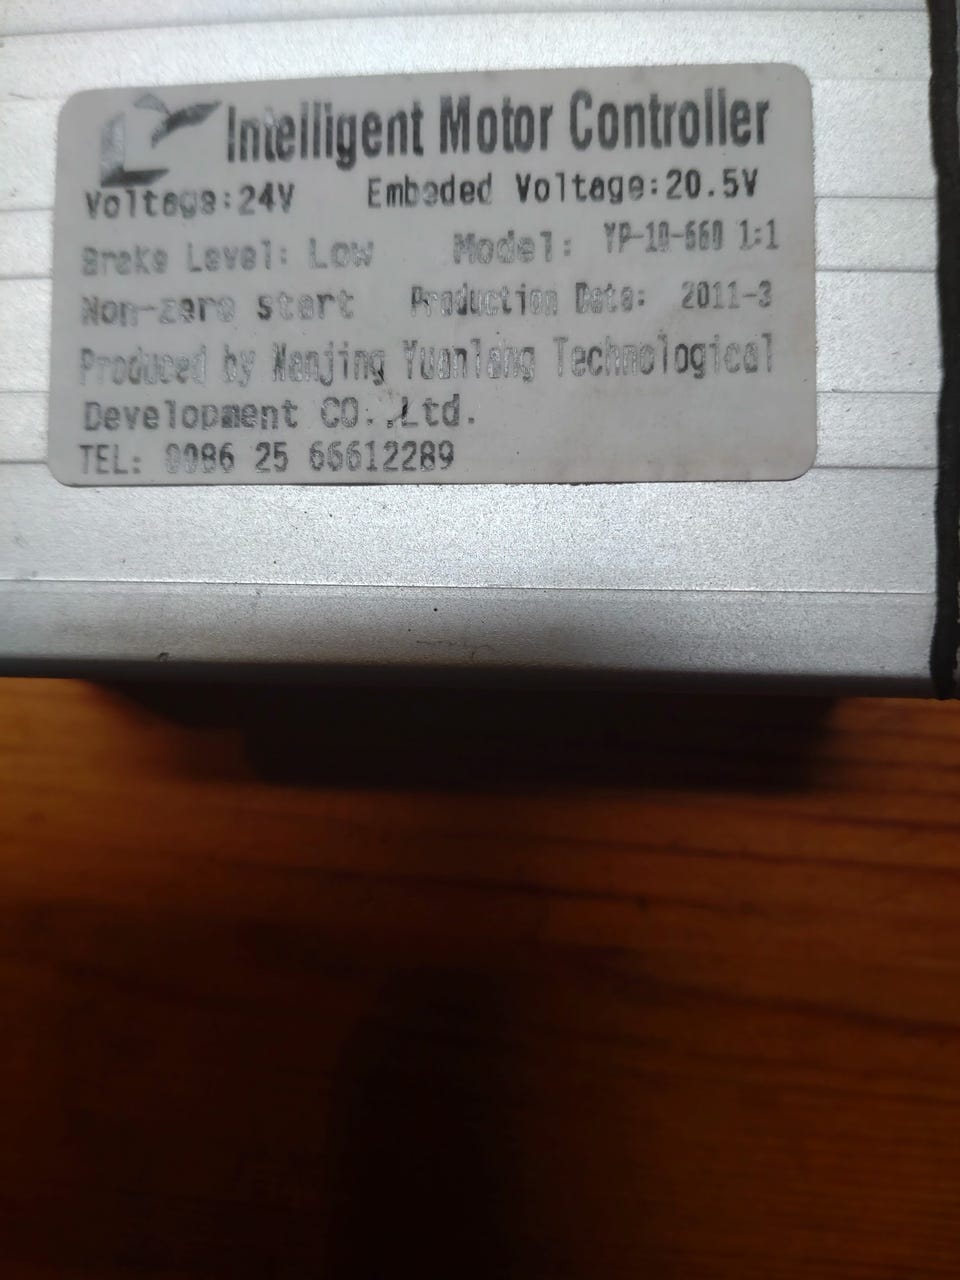 Intelligent Motor Controller
Voltage:24V Embeded Voltage:20.5V
Brake Level: Low Model: YP-10-660 1:1
Non-zero start Production Date: 2011-3
Produced by Nanjing Yuanlang Technological
Development CO.,Ltd.
TEL: 0086 25 66612289